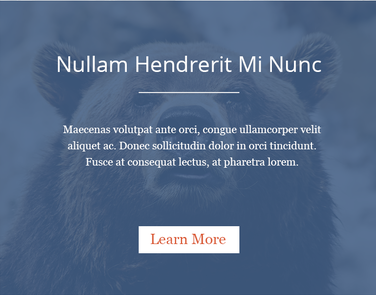 Nullam Hendrerit Mi Nunc
Maecenas volutpat ante orci, congue ullamcorper velit
aliquet ac. Donec sollicitudin dolor in orci tincidunt.
Fusce at consequat lectus, at pharetra lorem.
Learn More